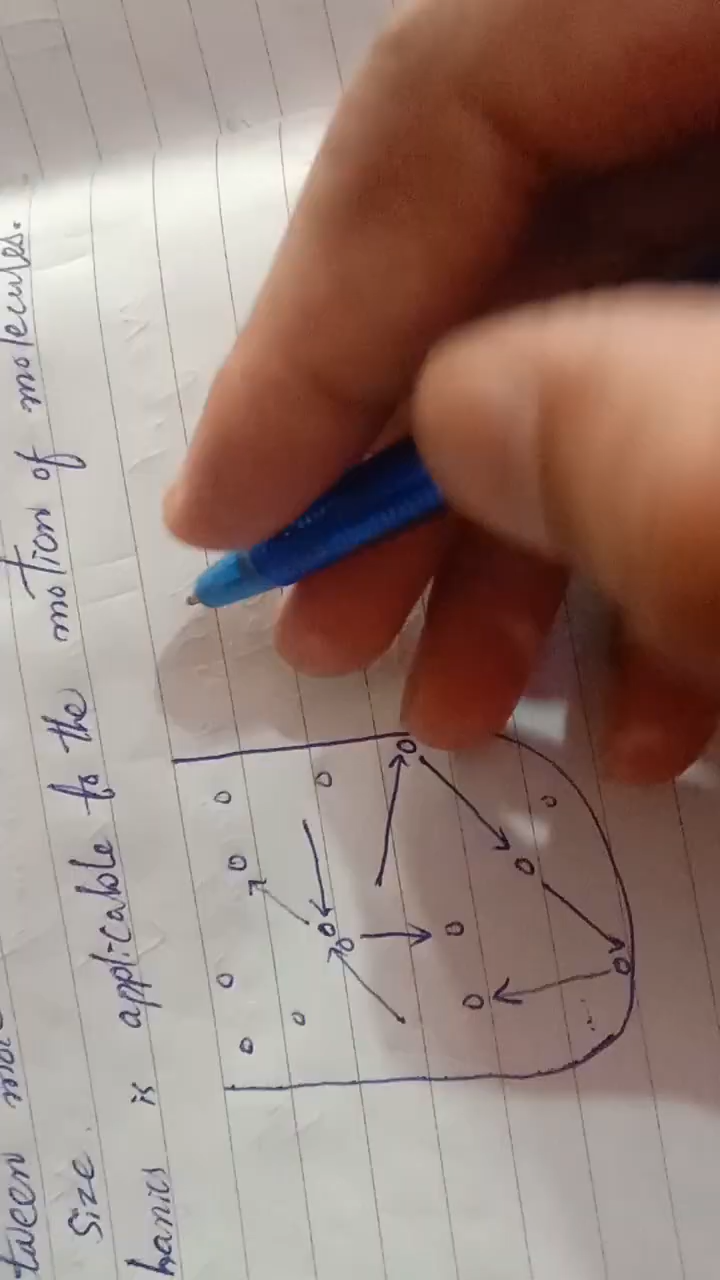 tween
size.
hanics is applicable to the motion of molecules.